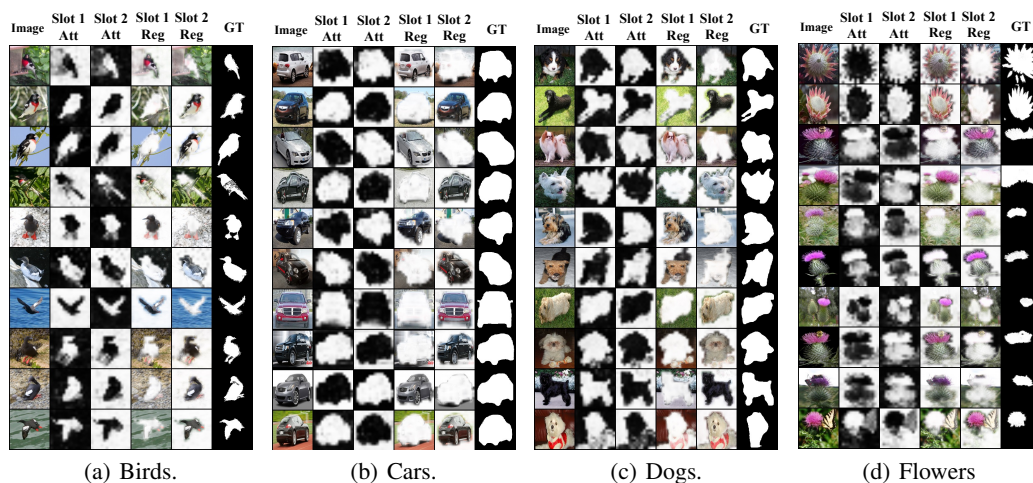 Image Slot 1 Att Slot 2 Att Slot 1 Reg Slot 2 Reg GT
Image Slot 1 Att Slot 2 Att Slot 1 Reg Slot 2 Reg GT
Image Slot 1 Att Slot 2 Att Slot 1 Reg Slot 2 Reg GT
Image Slot 1 Att Slot 2 Att Slot 1 Reg Slot 2 Reg GT
(a) Birds.
(b) Cars.
(c) Dogs.
(d) Flowers